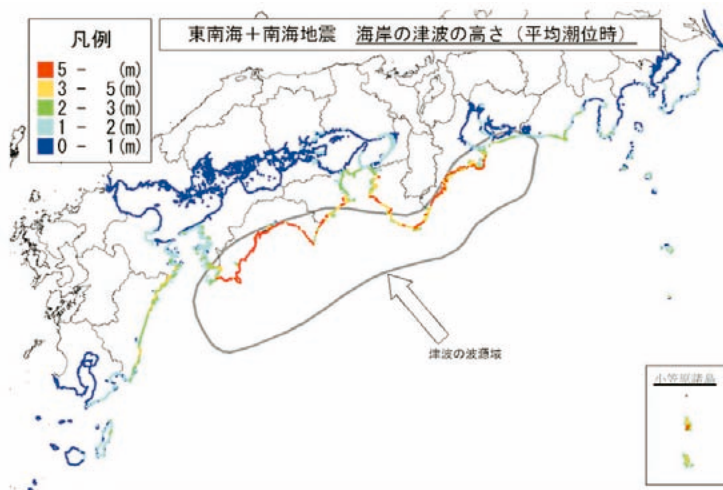 東南海+南海地震 海岸の津波の高さ(平均潮位時)
凡例
5 - (m)
3 - 5(m)
2 - 3(m)
1 - 2(m)
0 - 1(m)
津波の波源域
小笠原諸島